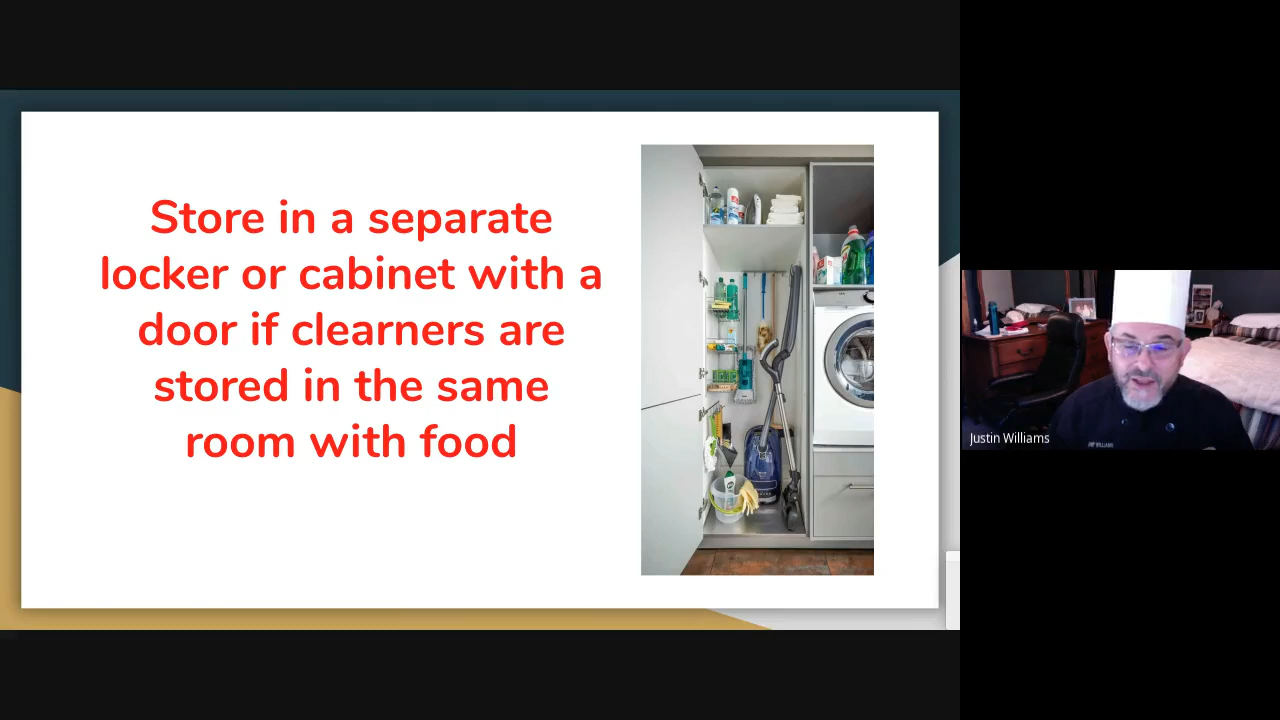 Store in a separate
locker or cabinet with a
door if clearners are
stored in the same
room with food
Justin Williams